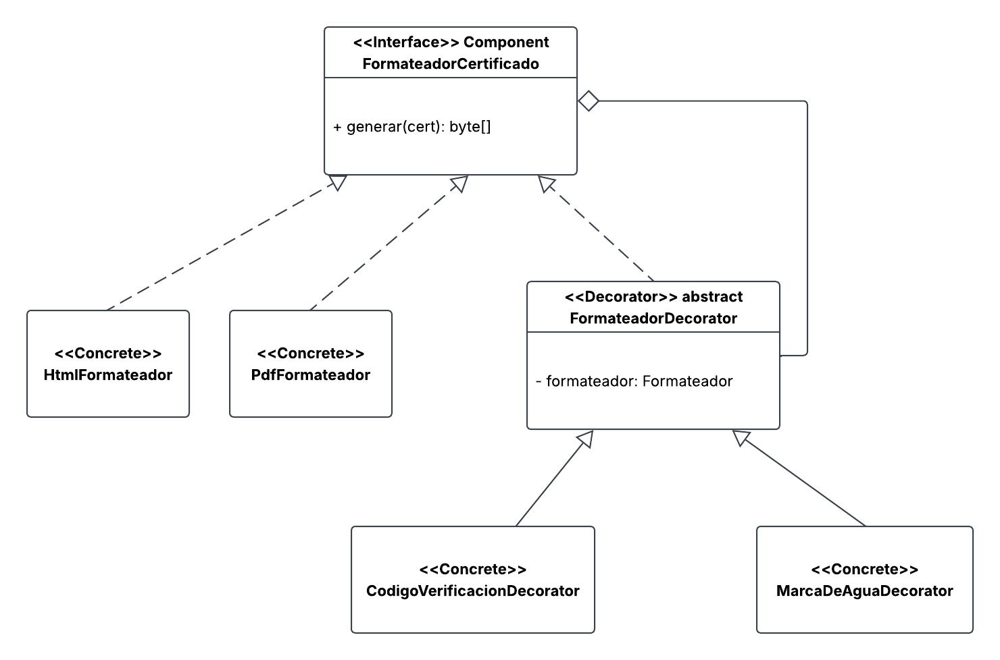 <<Interface>> Component
FormateadorCertificado
+ generar(cert): byte[]
<<Decorator>> abstract
FormateadorDecorator
- formateador: Formateador
<<Concrete>>
HtmlFormateador
<<Concrete>>
PdfFormateador
<<Concrete>>
CodigoVerificacionDecorator
<<Concrete>>
MarcaDeAguaDecorator